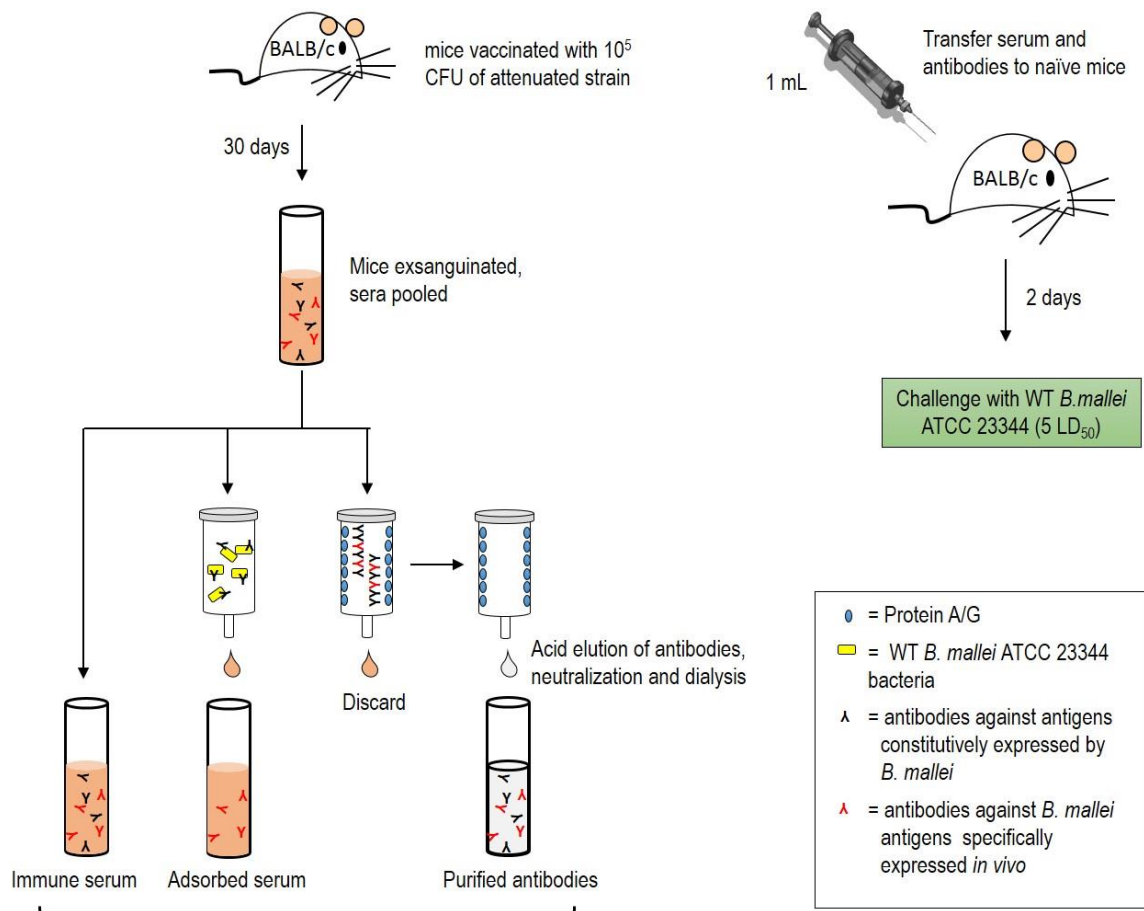 BALB/c
mice vaccinated with 10⁵
CFU of attenuated strain
30 days
Mice exsanguinated,
sera pooled
1 mL
Transfer serum and
antibodies to naïve mice
BALB/c
2 days
Challenge with WT B.mallei
ATCC 23344 (5 LD₅₀)
Discard
Acid elution of antibodies,
neutralization and dialysis
Immune serum
Adsorbed serum
Purified antibodies
= Protein A/G
= WT B. mallei ATCC 23344
bacteria
= antibodies against antigens
constitutively expressed by
B. mallei
= antibodies against B. mallei
antigens specifically
expressed in vivo